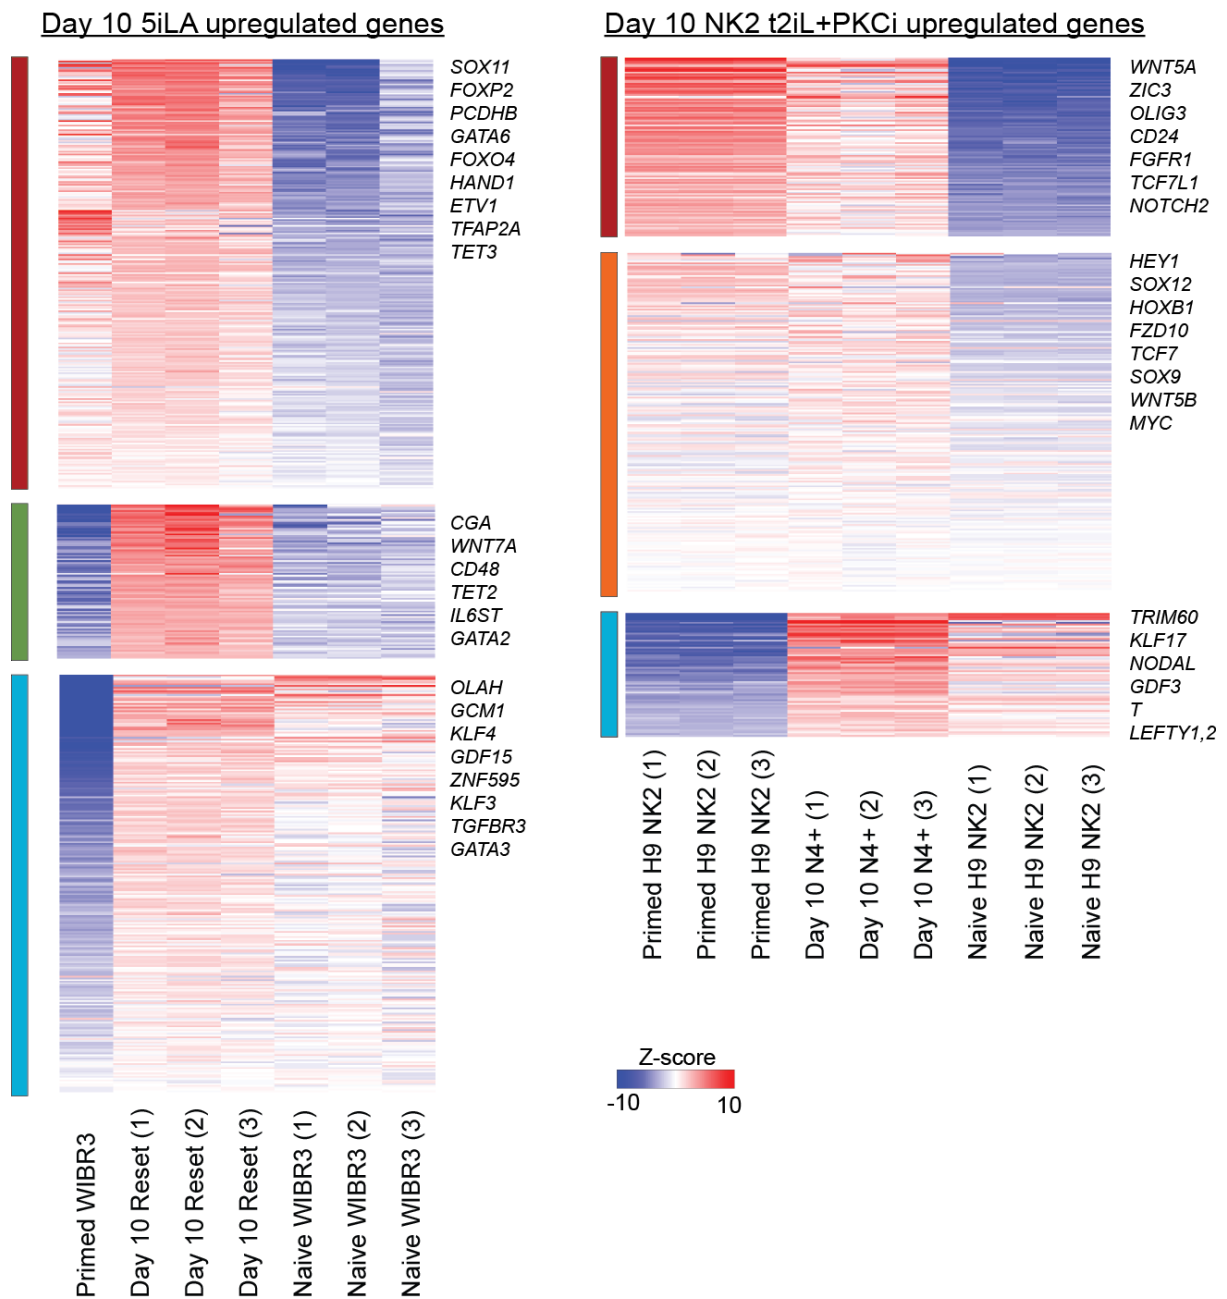 Day 10 5iLA upregulated genes
SOX11
FOXP2
PCDHB
GATA6
FOXO4
HAND1
ETV1
TFAP2A
TET3
CGA
WNT7A
CD48
TET2
IL6ST
GATA2
OLAH
GCM1
KLF4
GDF15
ZNF595
KLF3
TGFBR3
GATA3
Primed WIBR3
Day 10 Reset (1)
Day 10 Reset (2)
Day 10 Reset (3)
Naive WIBR3 (1)
Naive WIBR3 (2)
Naive WIBR3 (3)
Day 10 NK2 t2iL+PKCi upregulated genes
WNT5A
ZIC3
OLIG3
CD24
FGFR1
TCF7L1
NOTCH2
HEY1
SOX12
HOXB1
FZD10
TCF7
SOX9
WNT5B
MYC
TRIM60
KLF17
NODAL
GDF3
T
LEFTY1,2
Primed H9 NK2 (1)
Primed H9 NK2 (2)
Primed H9 NK2 (3)
Day 10 N4+ (1)
Day 10 N4+ (2)
Day 10 N4+ (3)
Naive H9 NK2 (1)
Naive H9 NK2 (2)
Naive H9 NK2 (3)
Z-score
-10 10